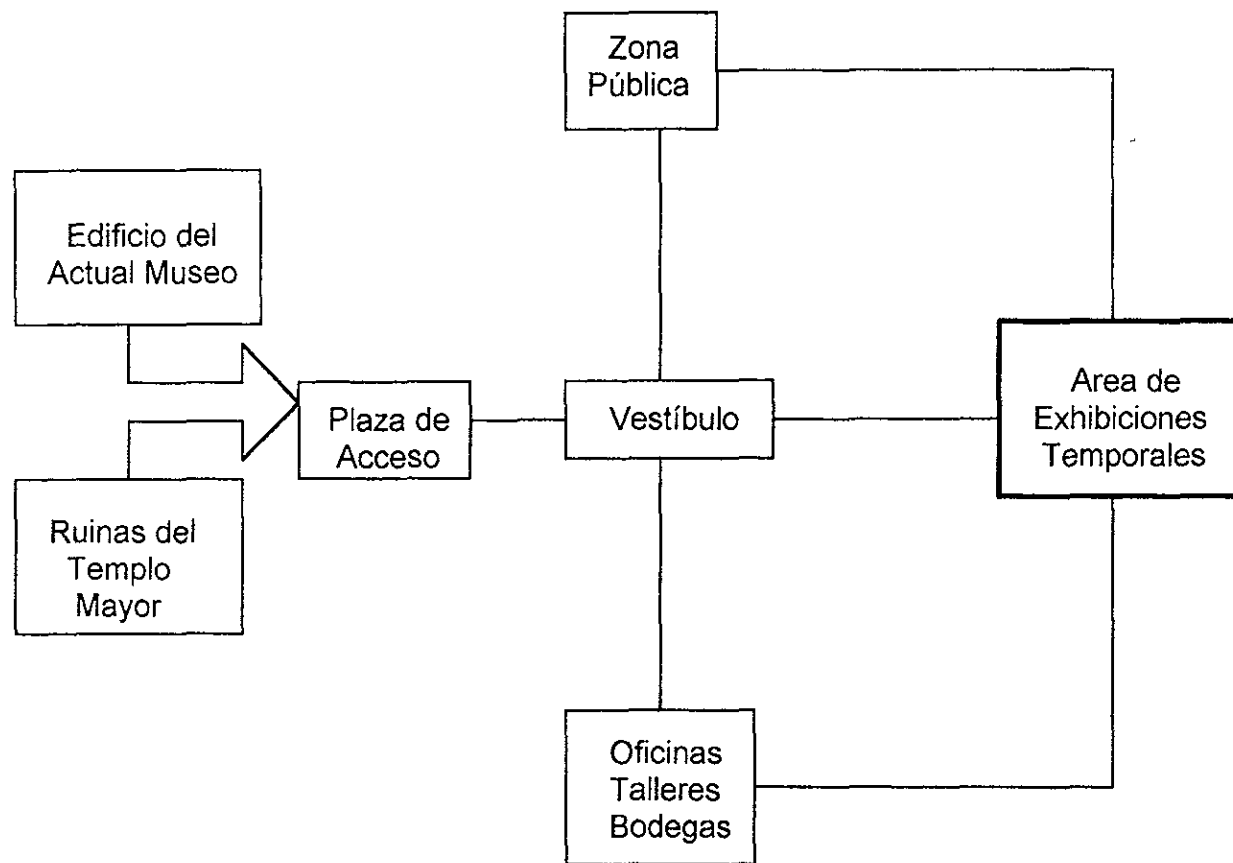 Zona
Pública
Edificio del
Actual Museo
Plaza de
Acceso
Vestíbulo
Area de
Exhibiciones
Temporales
Ruinas del
Templo
Mayor
Oficinas
Talleres
Bodegas